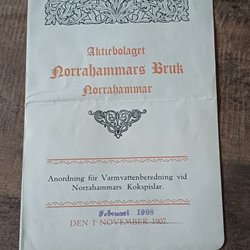 Aktiebolaget
Norrahammars Bruk
Norrahammar
Anordning för Varmvattenberedning vid
Norrahammars Kokspislar.
Februari 1908
DEN 1 NOVEMBER 1907.